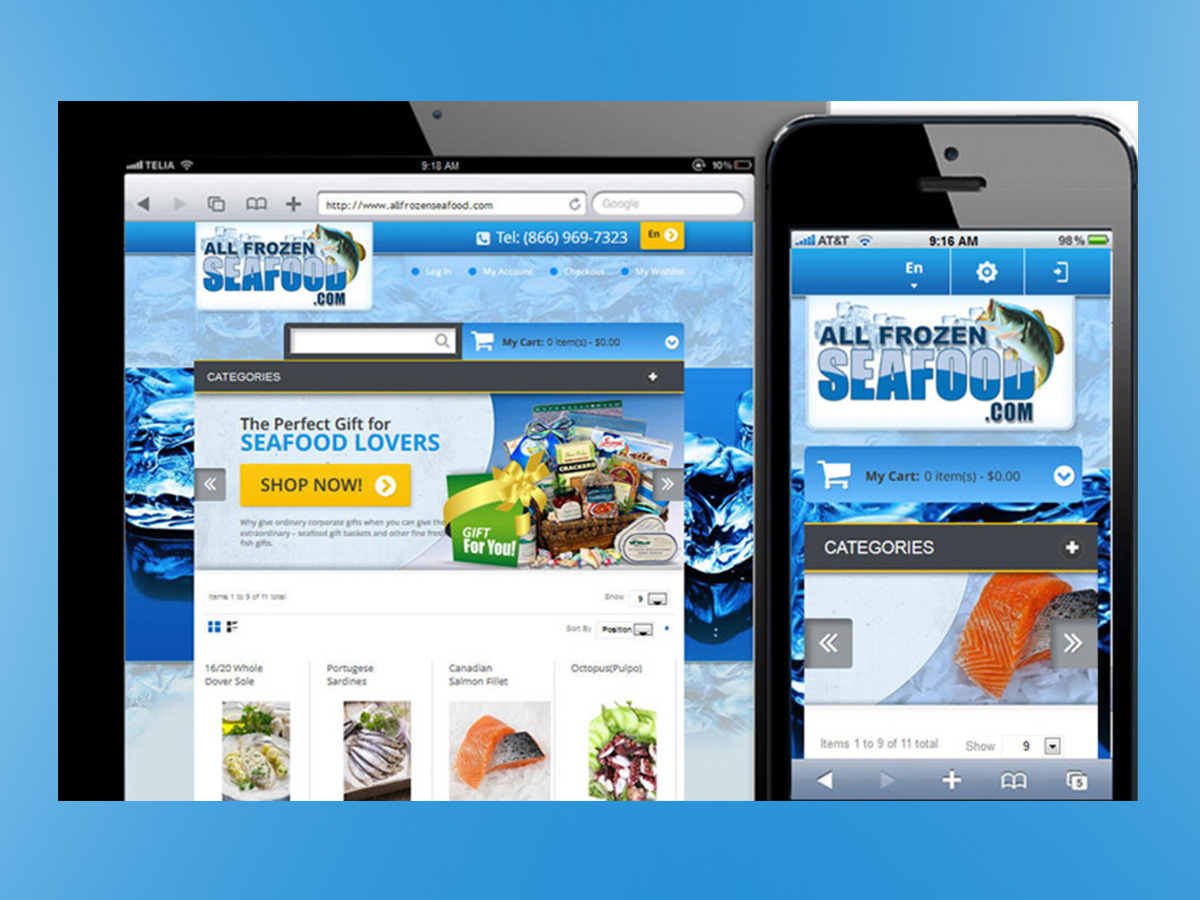 TELIA
9:18 AM
10%
http://www.allfrozenseafood.com
Google
ALL FROZEN
SEAFOOD
.COM
Tel: (866) 969-7323
En
Log In
My Account
Checkout
My Wishlist
My Cart: 0 item(s) - $0.00
CATEGORIES
The Perfect Gift for
SEAFOOD LOVERS
SHOP NOW!
Why give ordinary corporate gifts when you can give the
extraordinary – seafood gift baskets and other fine fresh
fish gifts.
CRACKERS
GIFT
For You!
Items 1 to 9 of 11 total
Show 9
Sort By Position
16/20 Whole
Dover Sole
Portugese
Sardines
Canadian
Salmon Fillet
Octopus(Pulpo)
AT&T
9:16 AM
98%
En
ALL FROZEN
SEAFOOD
.COM
My Cart: 0 item(s) - $0.00
CATEGORIES
Items 1 to 9 of 11 total
Show 9
5